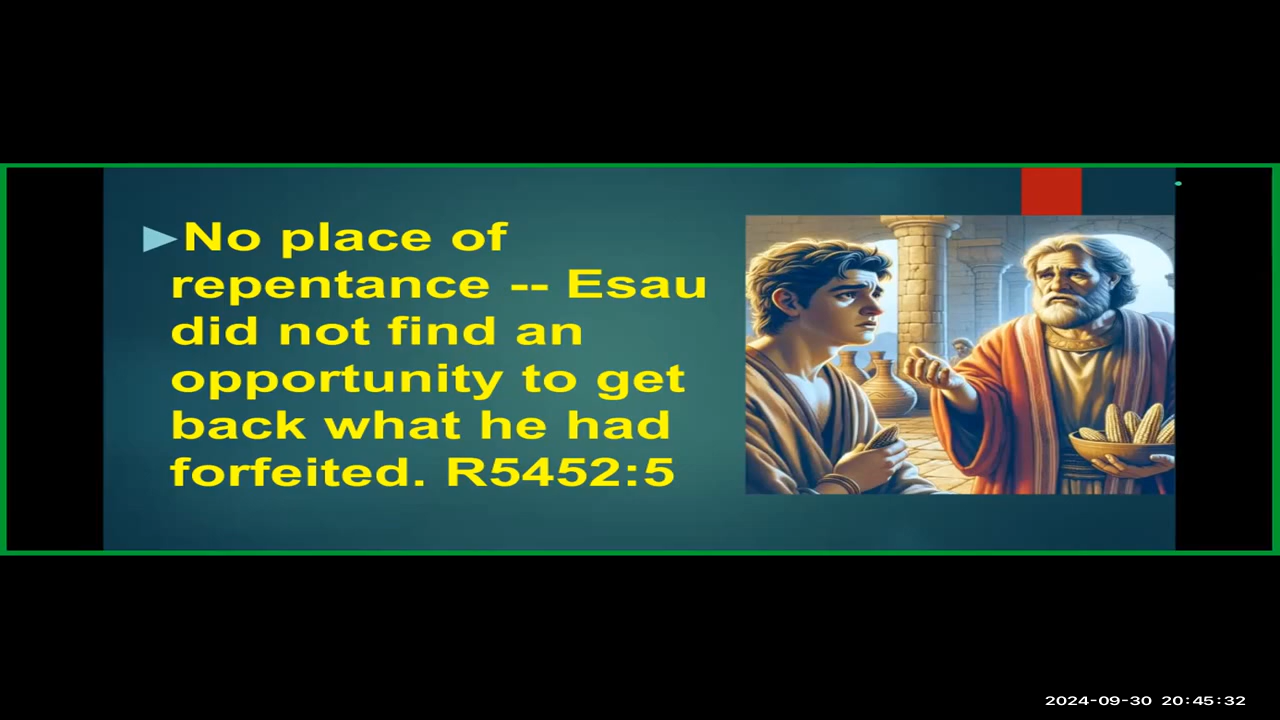 No place of
repentance -- Esau
did not find an
opportunity to get
back what he had
forfeited. R5452:5
2024-09-30 20:45:32